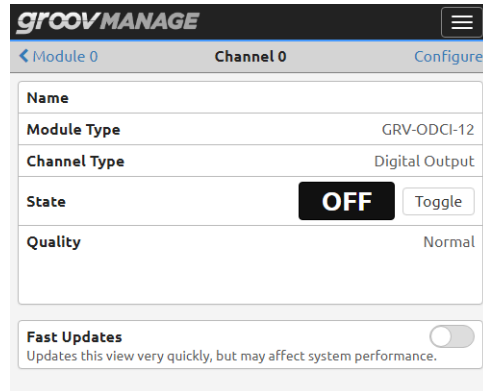 groov MANAGE
Module 0 Channel 0 Configure
Name
Module Type GRV-ODCI-12
Channel Type Digital Output
State OFF Toggle
Quality Normal
Fast Updates
Updates this view very quickly, but may affect system performance.